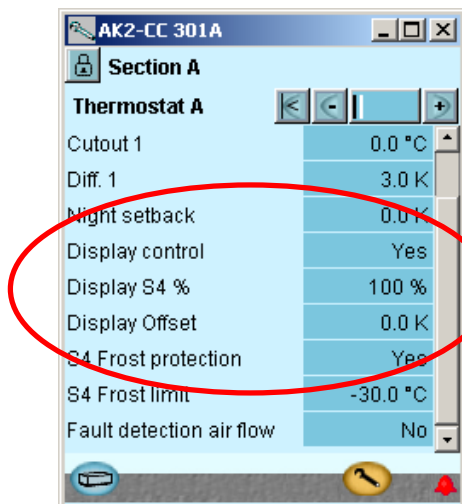 AK2-CC 301A
Section A
Thermostat A
Cutout 1 0.0 °C
Diff. 1 3.0 K
Night setback 0.0 K
Display control Yes
Display S4 % 100 %
Display Offset 0.0 K
S4 Frost protection Yes
S4 Frost limit -30.0 °C
Fault detection air flow No